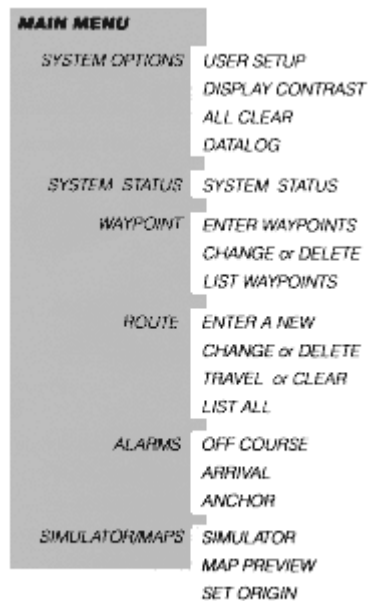 MAIN MENU
SYSTEM OPTIONS USER SETUP
DISPLAY CONTRAST
ALL CLEAR
DATALOG
SYSTEM STATUS SYSTEM STATUS
WAYPOINT ENTER WAYPOINTS
CHANGE or DELETE
LIST WAYPOINTS
ROUTE ENTER A NEW
CHANGE or DELETE
TRAVEL or CLEAR
LIST ALL
ALARMS OFF COURSE
ARRIVAL
ANCHOR
SIMULATOR/MAPS SIMULATOR
MAP PREVIEW
SET ORIGIN